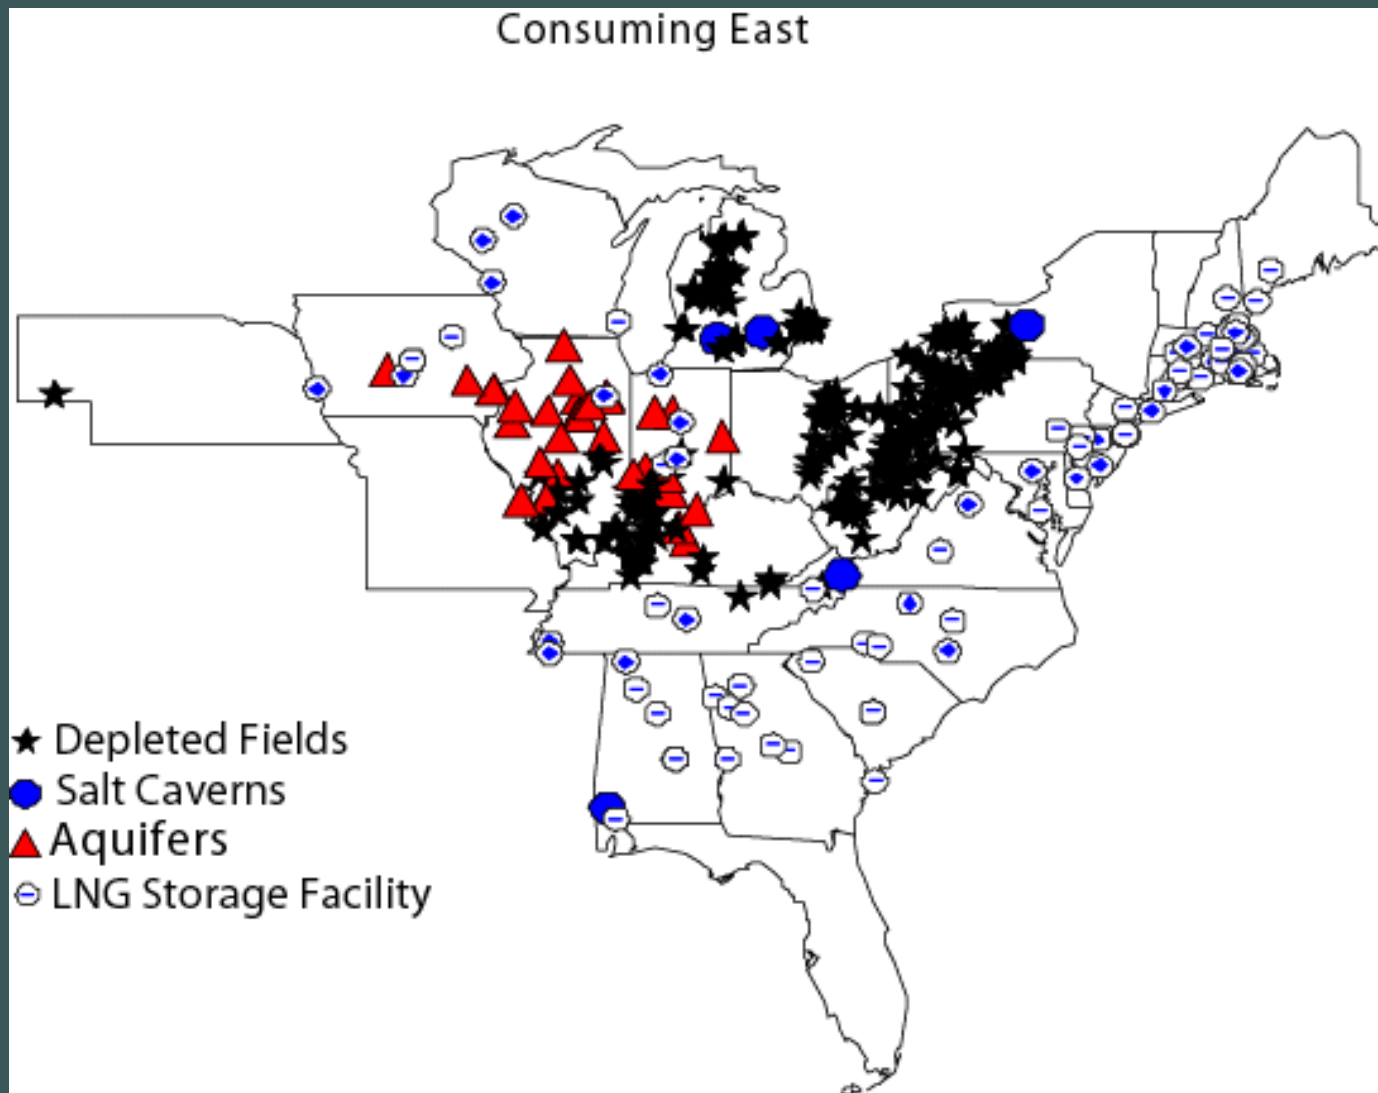 Consuming East
Depleted Fields
Salt Caverns
Aquifers
LNG Storage Facility